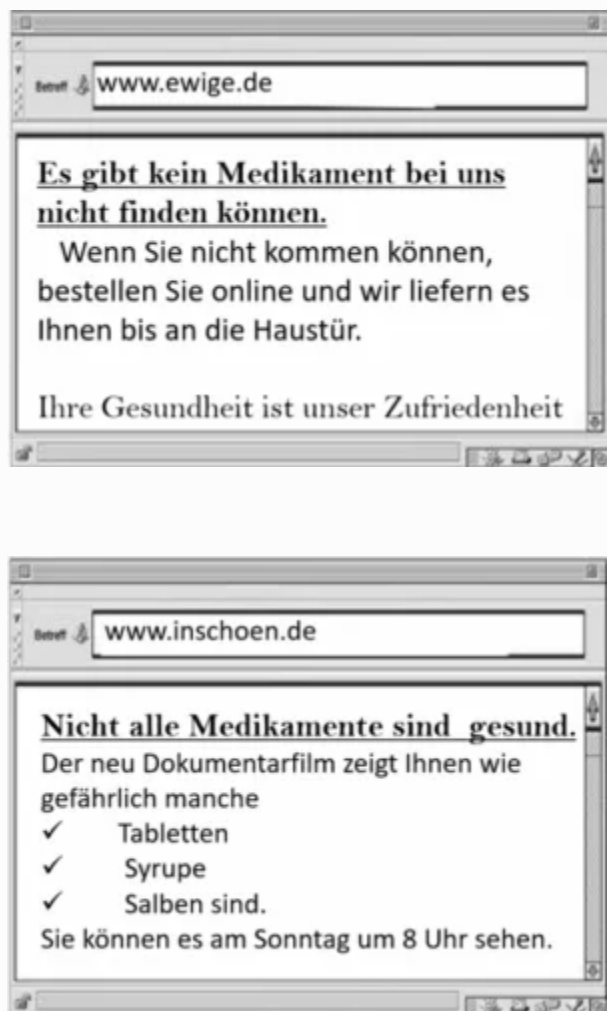 Betreff www.ewige.de
Es gibt kein Medikament bei uns
nicht finden können.
Wenn Sie nicht kommen können,
bestellen Sie online und wir liefern es
Ihnen bis an die Haustür.
Ihre Gesundheit ist unser Zufriedenheit
Betreff www.inschoen.de
Nicht alle Medikamente sind gesund.
Der neu Dokumentarfilm zeigt Ihnen wie
gefährlich manche
✓ Tabletten
✓ Syrupe
✓ Salben sind.
Sie können es am Sonntag um 8 Uhr sehen.